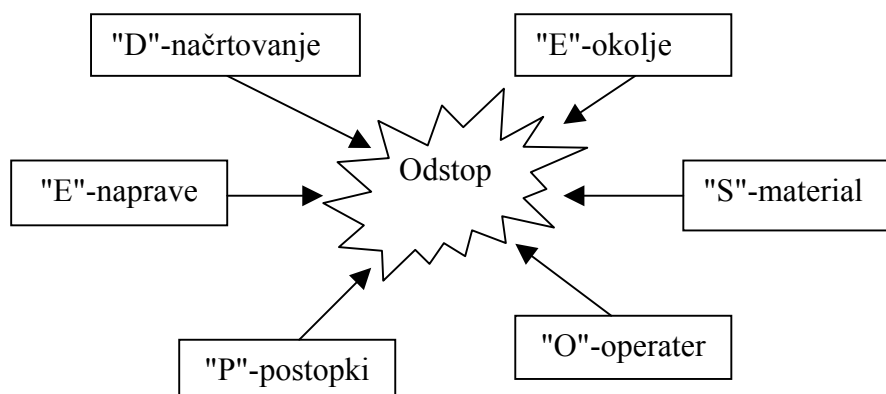 "D"-načrtovanje
"E"-okolje
Odstop
"E"-naprave
"S"-material
"P"-postopki
"O"-operater